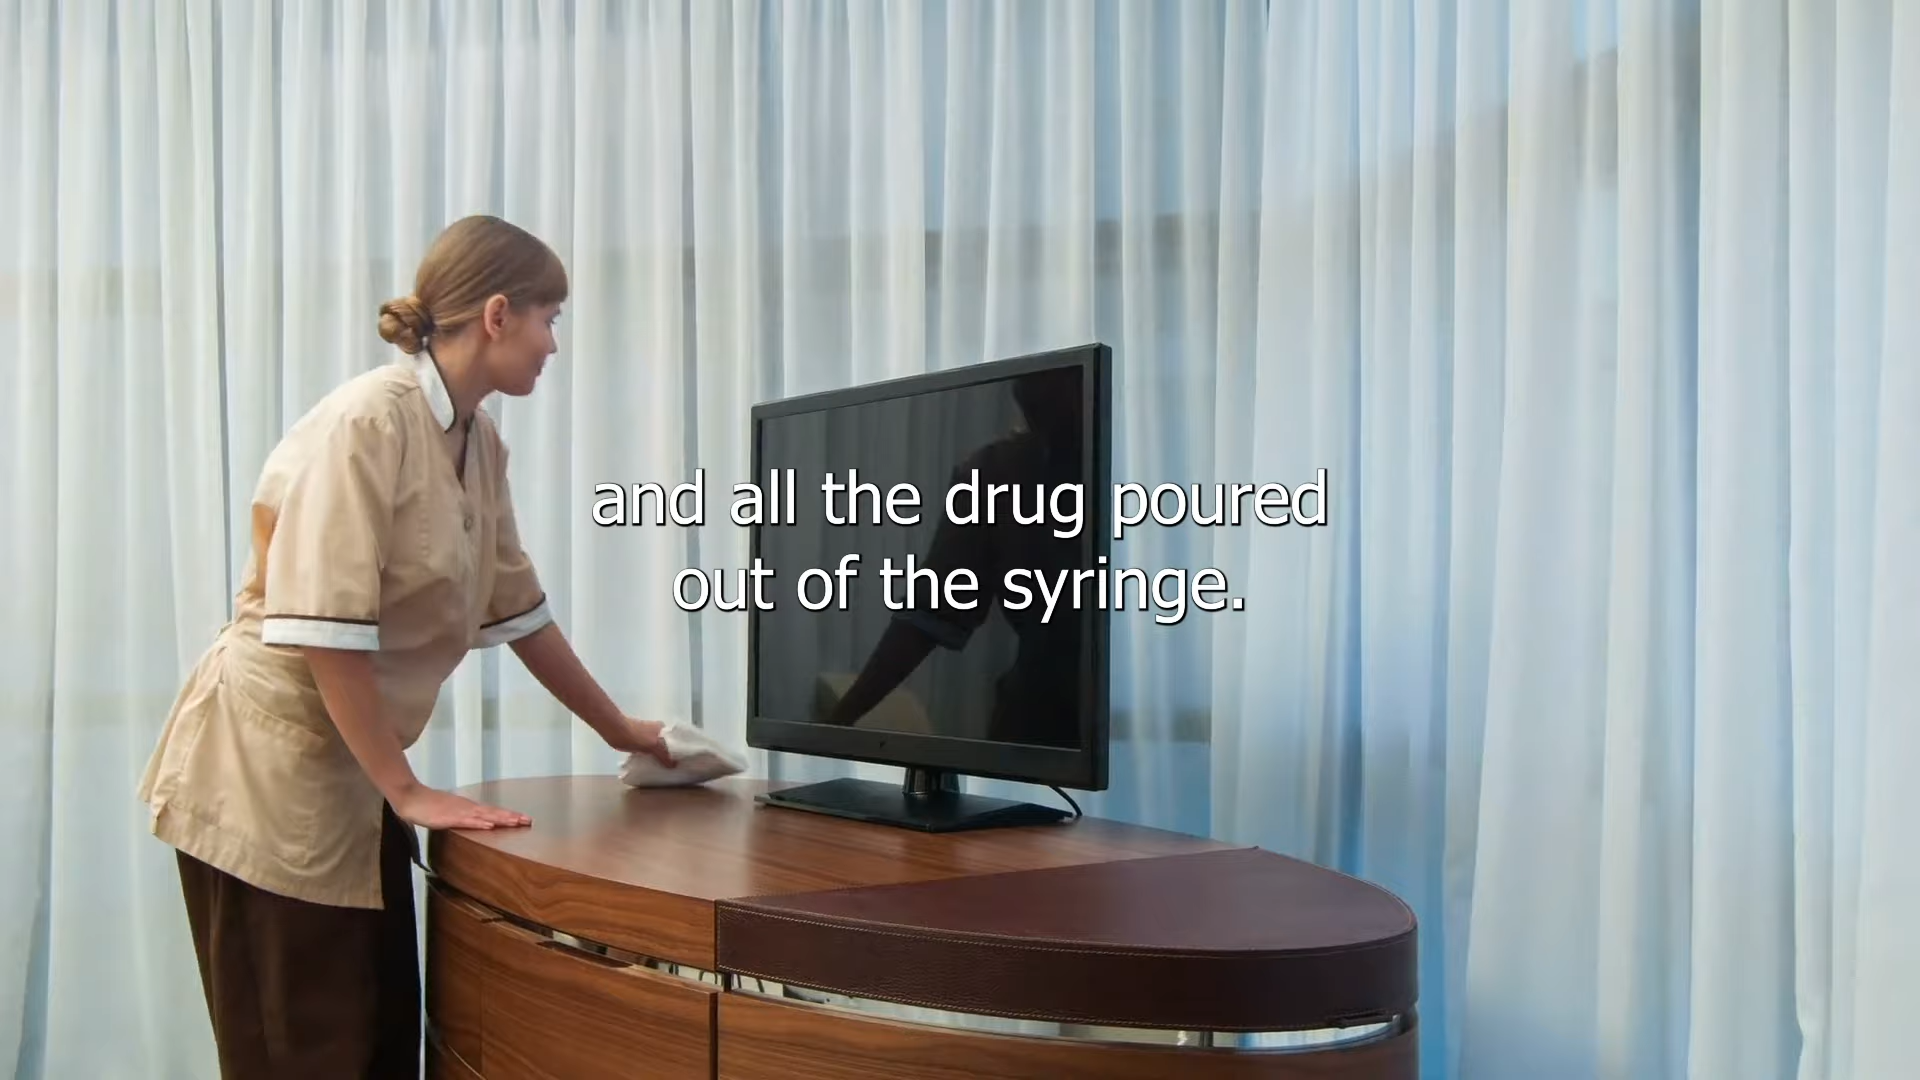 and all the drug poured
out of the syringe.